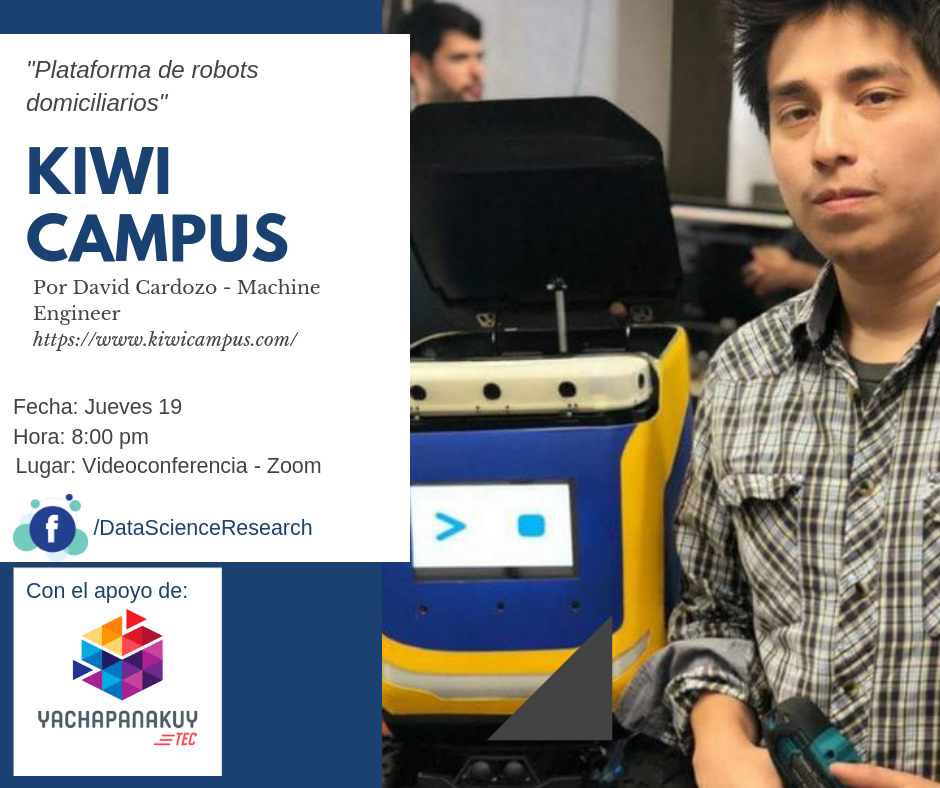 "Plataforma de robots
domiciliarios"
KIWI
CAMPUS
Por David Cardozo - Machine
Engineer
https://www.kiwicampus.com/
Fecha: Jueves 19
Hora: 8:00 pm
Lugar: Videoconferencia - Zoom
f /DataScienceResearch
Con el apoyo de:
YACHAPANAKUY
TEC